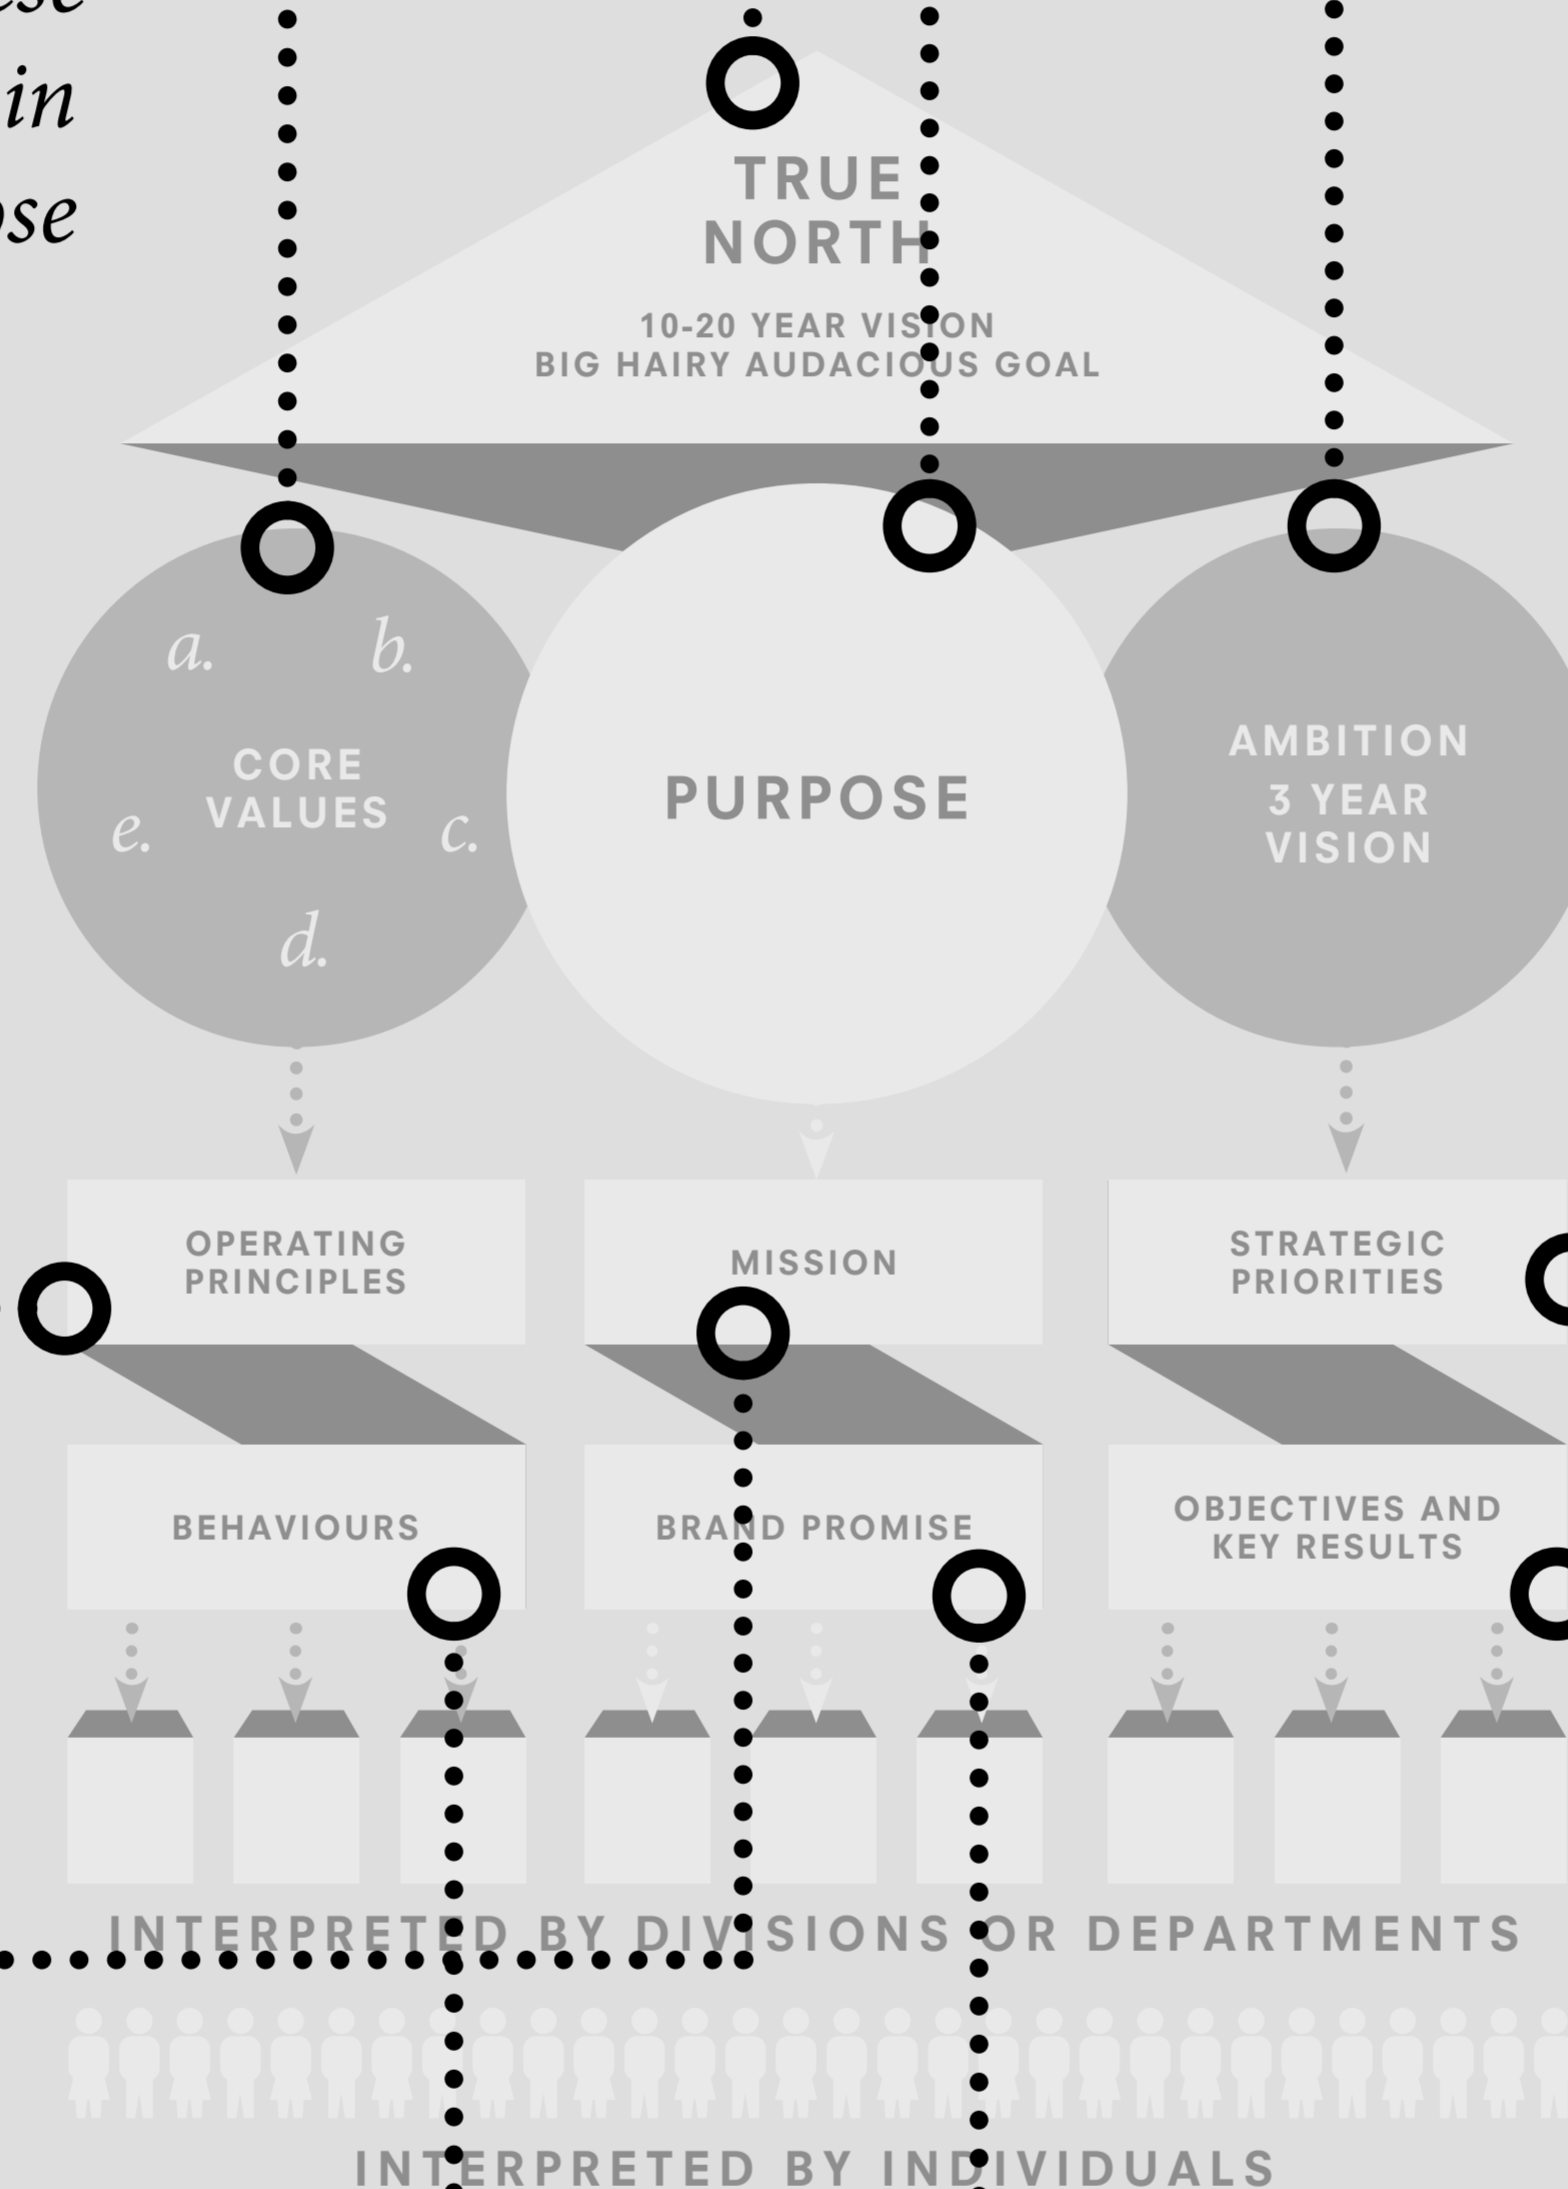 in
TRUE
NORTH
10-20 YEAR VISION
BIG HAIRY AUDACIOUS GOAL
a.
b.
CORE
VALUES
e.
c.
d.
PURPOSE
AMBITION
3 YEAR
VISION
OPERATING
PRINCIPLES
MISSION
STRATEGIC
PRIORITIES
BEHAVIOURS
BRAND PROMISE
OBJECTIVES AND
KEY RESULTS
INTERPRETED BY DIVISIONS OR DEPARTMENTS
INTERPRETED BY INDIVIDUALS